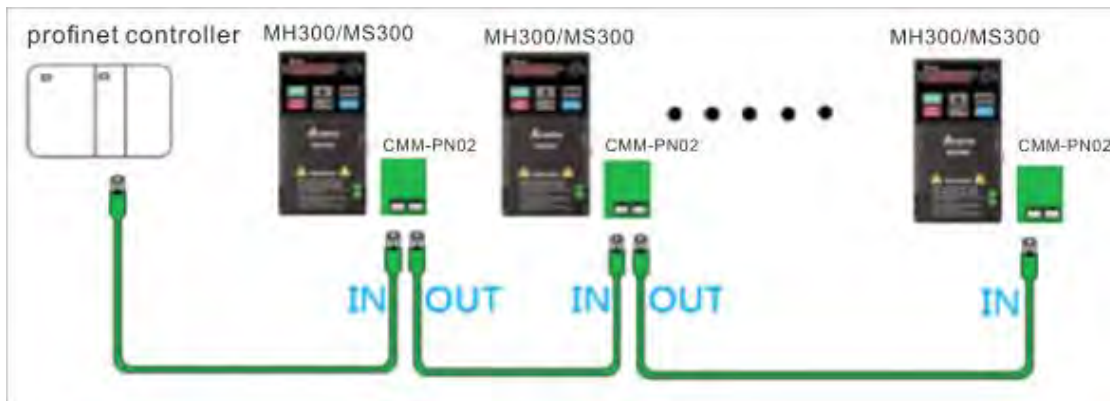 profinet controller
MH300/MS300
MH300/MS300
MH300/MS300
CMM-PN02
CMM-PN02
CMM-PN02
IN
OUT
IN
OUT
IN